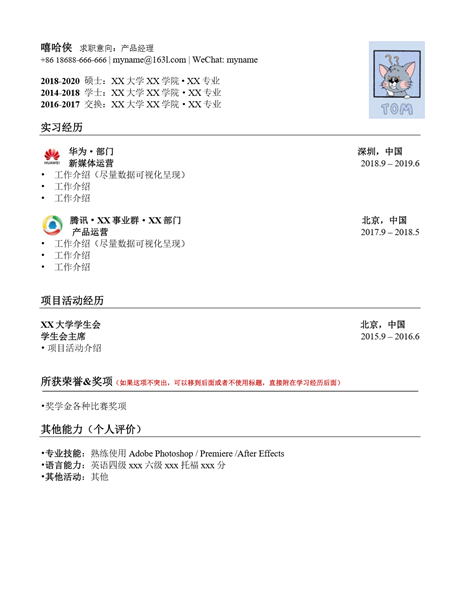 嘻哈侠 求职意向：产品经理
+86 18688-666-666 | myname@163l.com | WeChat: myname
2018-2020 硕士：XX 大学 XX 学院·XX 专业
2014-2018 学士：XX 大学 XX 学院·XX 专业
2016-2017 交换：XX 大学 XX 学院·XX 专业
TOM
实习经历
HUAWEI
华为·部门 深圳，中国
新媒体运营 2018.9 – 2019.6
• 工作介绍（尽量数据可视化呈现）
• 工作介绍
• 工作介绍
腾讯·XX 事业群·XX 部门 北京，中国
产品运营 2017.9 – 2018.5
• 工作介绍（尽量数据可视化呈现）
• 工作介绍
• 工作介绍
项目活动经历
XX 大学学生会 北京，中国
学生会主席 2015.9 – 2016.6
• 项目活动介绍
所获荣誉&奖项（如果这项不突出，可以移到后面或者不使用标题，直接附在学习经历后面）
•奖学金各种比赛奖项
其他能力（个人评价）
•专业技能：熟练使用 Adobe Photoshop / Premiere /After Effects
•语言能力：英语四级 xxx 六级 xxx 托福 xxx 分
•其他活动：其他